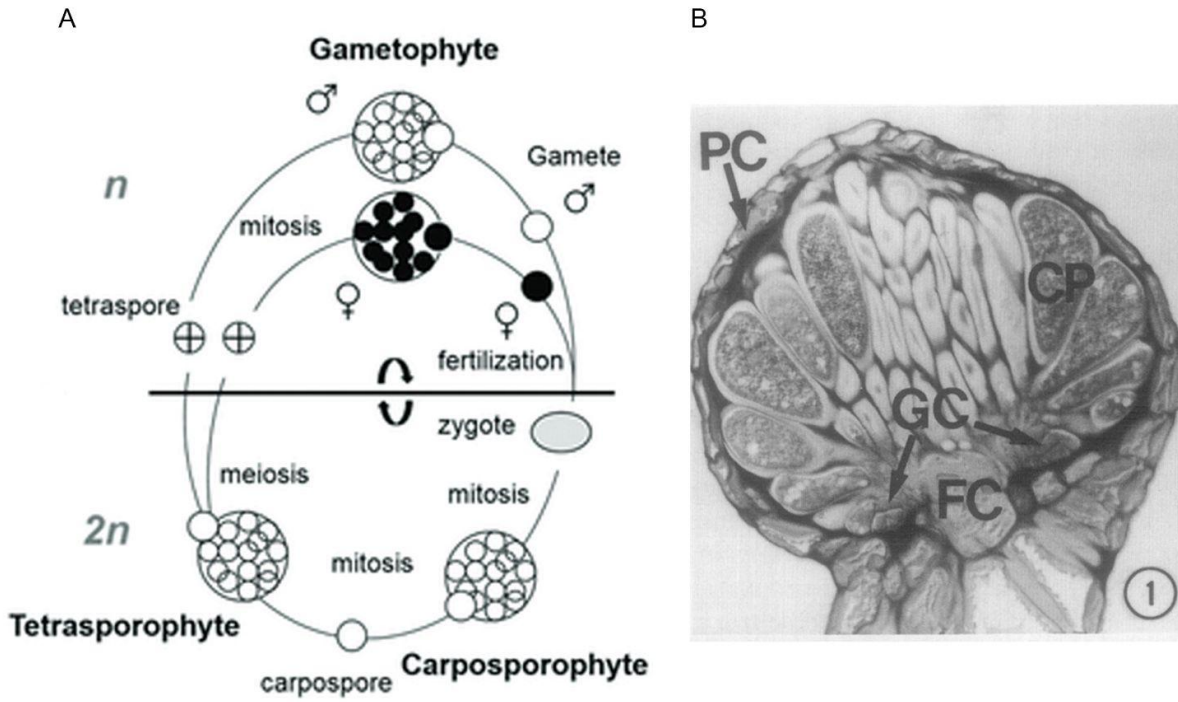 A
B
Gametophyte
♂
n
Gamete
♂
mitosis
♀
tetraspore
♀
fertilization
zygote
meiosis
mitosis
2n
mitosis
Tetrasporophyte
Carposporophyte
carpospore
PC
CP
GC
FC
1